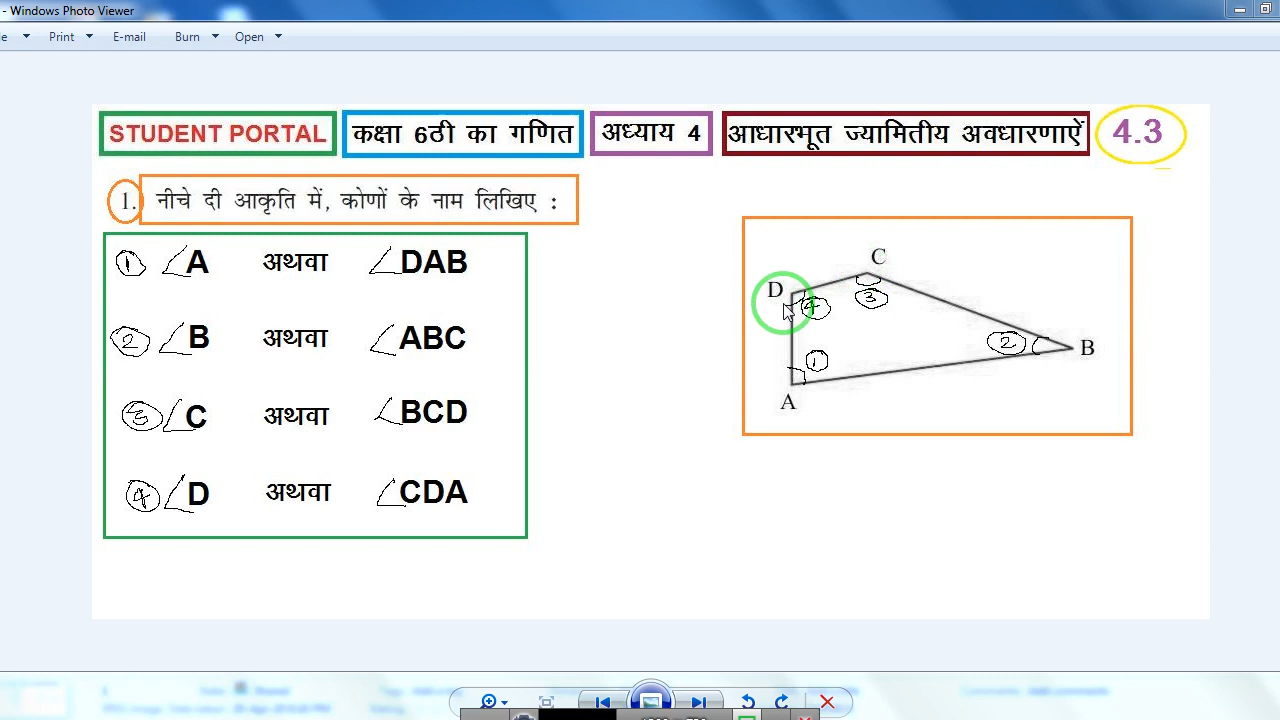 - Windows Photo Viewer
e Print E-mail Burn Open
STUDENT PORTAL कक्षा 6ठी का गणित अध्याय 4 आधारभूत ज्यामितीय अवधारणाऐं 4.3
1. नीचे दी आकृति में, कोणों के नाम लिखिए :
① ∠A अथवा ∠DAB
② ∠B अथवा ∠ABC
③ ∠C अथवा ∠BCD
④ ∠D अथवा ∠CDA
C
D
④ ③
② B
①
A